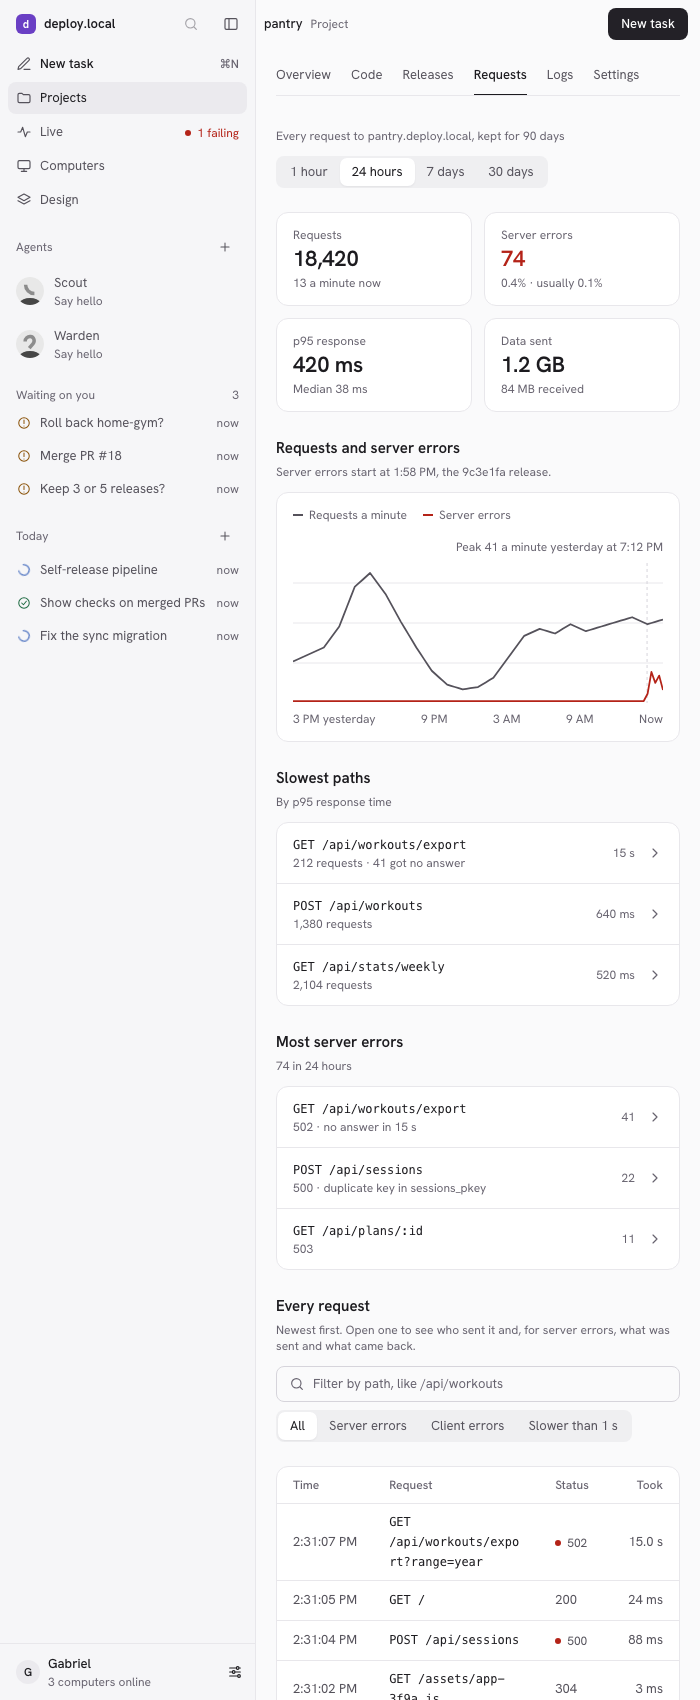 d deploy.local
New task ⌘N
Projects
Live 1 failing
Computers
Design
Agents
Scout
Say hello
Warden
Say hello
Waiting on you 3
Roll back home-gym? now
Merge PR #18 now
Keep 3 or 5 releases? now
Today
Self-release pipeline now
Show checks on merged PRs now
Fix the sync migration now
G Gabriel
3 computers online
pantry Project
New task
Overview Code Releases Requests Logs Settings
Every request to pantry.deploy.local, kept for 90 days
1 hour 24 hours 7 days 30 days
Requests
18,420
13 a minute now
Server errors
74
0.4% · usually 0.1%
p95 response
420 ms
Median 38 ms
Data sent
1.2 GB
84 MB received
Requests and server errors
Server errors start at 1:58 PM, the 9c3e1fa release.
Requests a minute Server errors
Peak 41 a minute yesterday at 7:12 PM
3 PM yesterday 9 PM 3 AM 9 AM Now
Slowest paths
By p95 response time
GET /api/workouts/export 15 s
212 requests · 41 got no answer
POST /api/workouts 640 ms
1,380 requests
GET /api/stats/weekly 520 ms
2,104 requests
Most server errors
74 in 24 hours
GET /api/workouts/export 41
502 · no answer in 15 s
POST /api/sessions 22
500 · duplicate key in sessions_pkey
GET /api/plans/:id 11
503
Every request
Newest first. Open one to see who sent it and, for server errors, what was
sent and what came back.
Filter by path, like /api/workouts
All Server errors Client errors Slower than 1 s
Time Request Status Took
2:31:07 PM GET
/api/workouts/expo
rt?range=year 502 15.0 s
2:31:05 PM GET / 200 24 ms
2:31:04 PM POST /api/sessions 500 88 ms
2:31:02 PM GET /assets/app-
3f9a.js 304 3 ms